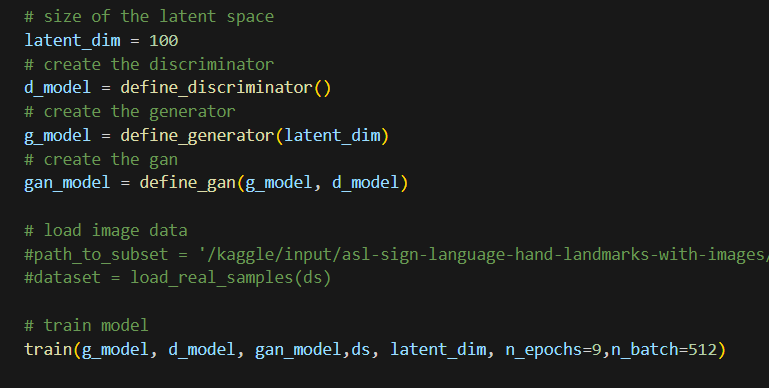 # size of the latent space
latent_dim = 100
# create the discriminator
d_model = define_discriminator()
# create the generator
g_model = define_generator(latent_dim)
# create the gan
gan_model = define_gan(g_model, d_model)
# load image data
#path_to_subset = '/kaggle/input/asl-sign-language-hand-landmarks-with-images/
#dataset = load_real_samples(ds)
# train model
train(g_model, d_model, gan_model,ds, latent_dim, n_epochs=9,n_batch=512)